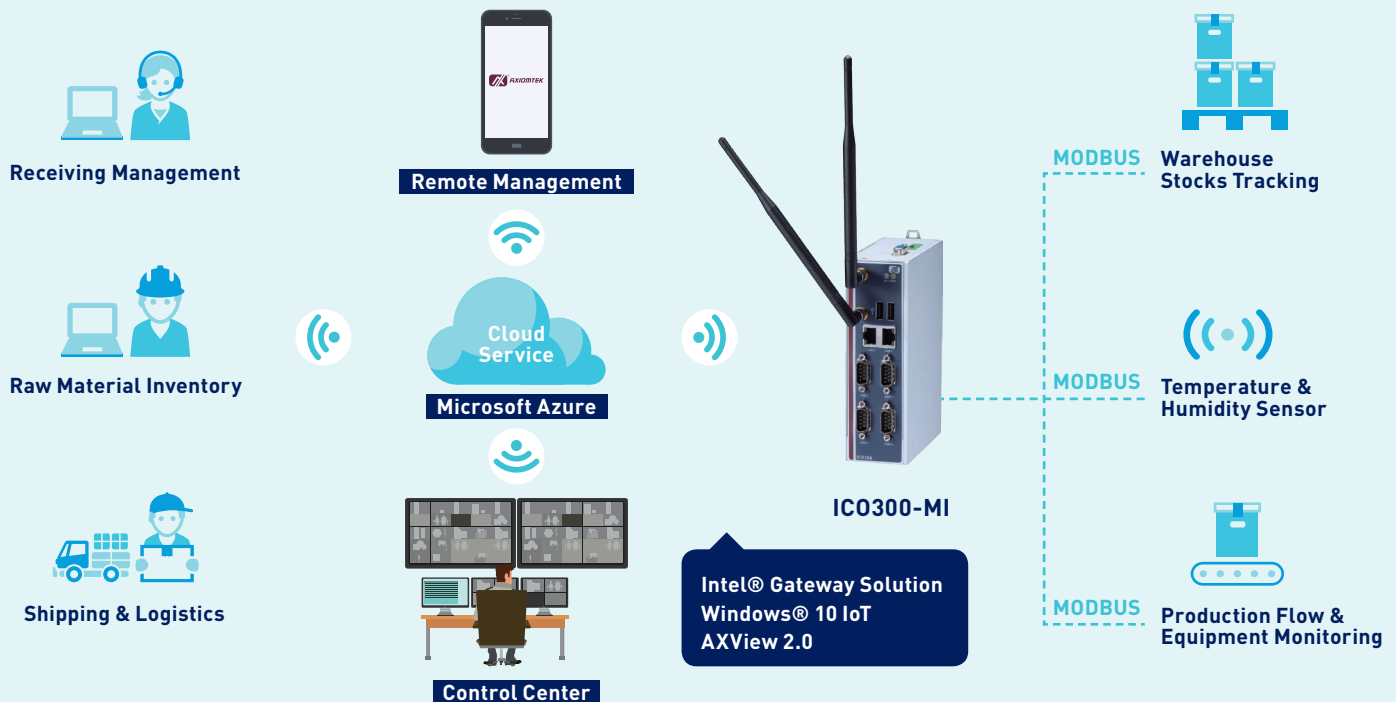 Receiving Management
Raw Material Inventory
Shipping & Logistics
AXIOMTEK
Remote Management
Cloud
Service
Microsoft Azure
Control Center
ICO300-MI
Intel® Gateway Solution
Windows® 10 IoT
AXView 2.0
MODBUS
Warehouse
Stocks Tracking
MODBUS
Temperature &
Humidity Sensor
MODBUS
Production Flow &
Equipment Monitoring